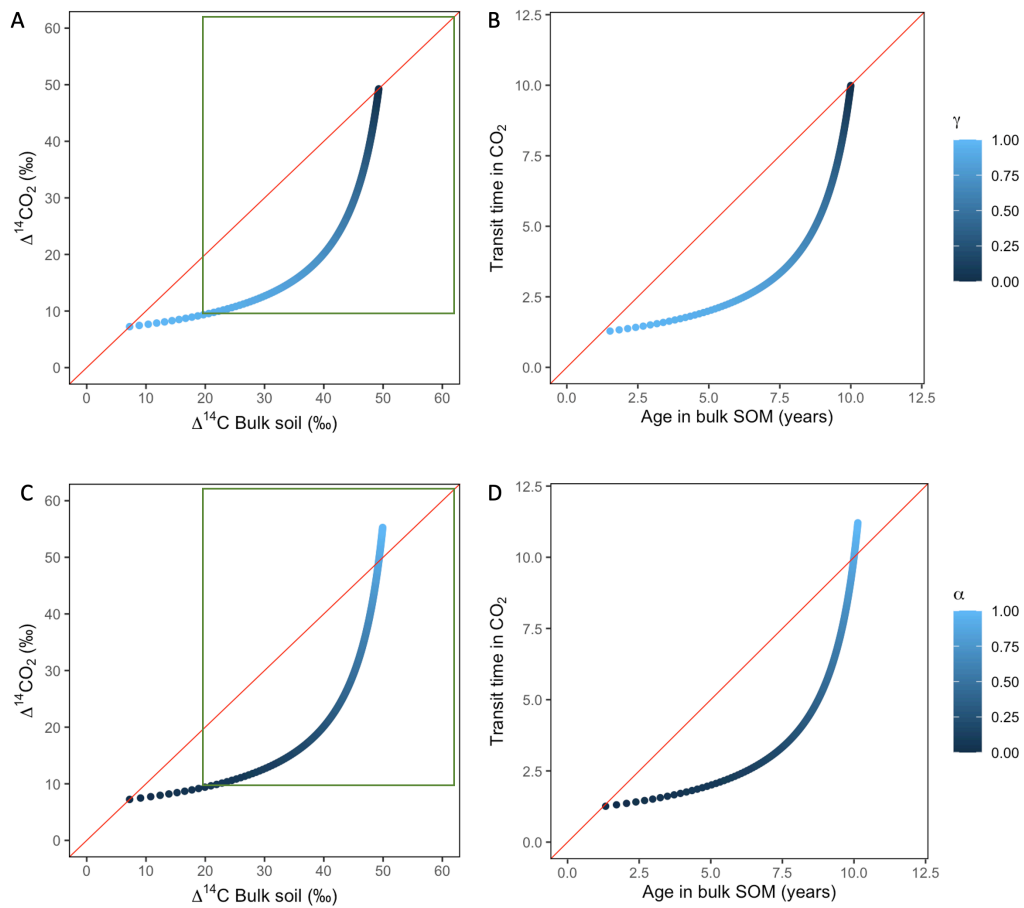 A
60
50
40
30
20
10
0
Δ¹⁴CO₂ (‰)
0 10 20 30 40 50 60
Δ¹⁴C Bulk soil (‰)
B
12.5
10.0
7.5
5.0
2.5
0.0
Transit time in CO₂
0.0 2.5 5.0 7.5 10.0 12.5
Age in bulk SOM (years)
γ
1.00
0.75
0.50
0.25
0.00
C
60
50
40
30
20
10
0
Δ¹⁴CO₂ (‰)
0 10 20 30 40 50 60
Δ¹⁴C Bulk soil (‰)
D
12.5
10.0
7.5
5.0
2.5
0.0
Transit time in CO₂
0.0 2.5 5.0 7.5 10.0 12.5
Age in bulk SOM (years)
α
1.00
0.75
0.50
0.25
0.00